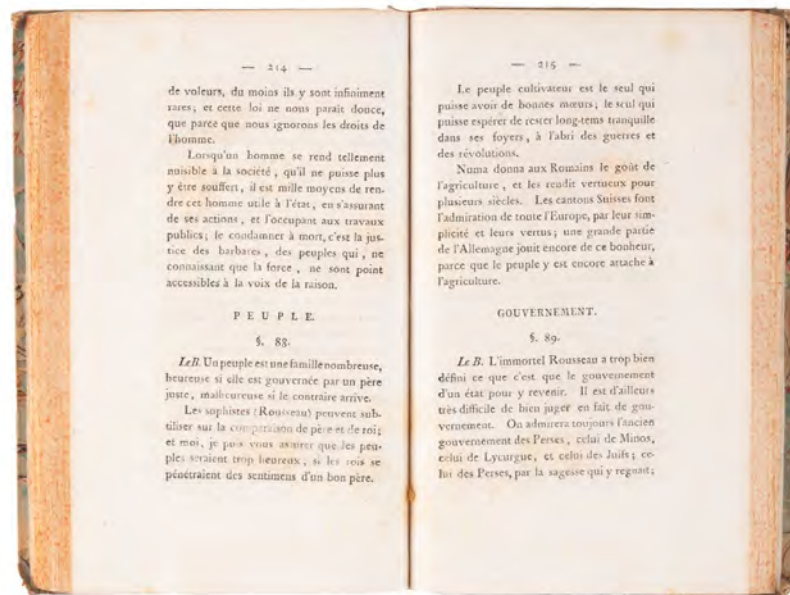 — 214 —
de voleurs, du moins ils y sont infiniment
rares; et cette loi ne nous paraît douce,
que parce que nous ignorons les droits de
l'homme.
Lorsqu'un homme se rend tellement
nuisible à la société, qu'il ne puisse plus
y être souffert, il est mille moyens de ren-
dre cet homme utile à l'état, en s'assurant
de ses actions, et l'occupant aux travaux
publics; le condamner à mort, c'est la jus-
tice des barbares, des peuples qui, ne
connaissant que la force, ne sont point
accessibles à la voix de la raison.
PEUPLE.
§. 88.
Le B. Un peuple est une famille nombreuse,
heureuse si elle est gouvernée par un père
juste, malheureuse si le contraire arrive.
Les sophistes (Rousseau) peuvent sub-
tiliser sur la comparaison de père et de roi;
et moi, je puis vous assurer que les peu-
ples seraient trop heureux, si les rois se
pénétraient des sentimens d'un bon père.
— 215 —
Le peuple cultivateur est le seul qui
puisse avoir de bonnes mœurs; le seul qui
puisse espérer de rester long-tems tranquille
dans ses foyers, à l'abri des guerres et
des révolutions.
Numa donna aux Romains le goût de
l'agriculture, et les rendit vertueux pour
plusieurs siècles. Les cantons Suisses font
l'admiration de toute l'Europe, par leur sim-
plicité et leurs vertus; une grande partie
de l'Allemagne jouit encore de ce bonheur,
parce que le peuple y est encore attaché à
l'agriculture.
GOUVERNEMENT.
§. 89.
Le B. L'immortel Rousseau a trop bien
défini ce que c'est que le gouvernement
d'un état pour y revenir. Il est d'ailleurs
très difficile de bien juger en fait de gou-
vernement. On admirera toujours l'ancien
gouvernement des Perses, celui de Minos,
celui de Lycurgue, et celui des Juifs; ce-
lui des Perses, par la sagesse qui y regnait;